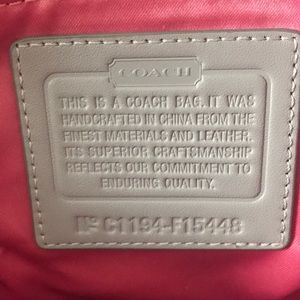 COACH
THIS IS A COACH BAG. IT WAS
HANDCRAFTED IN CHINA FROM THE
FINEST MATERIALS AND LEATHER.
ITS SUPERIOR CRAFTSMANSHIP
REFLECTS OUR COMMITMENT TO
ENDURING QUALITY.
Nº C1194-F15448